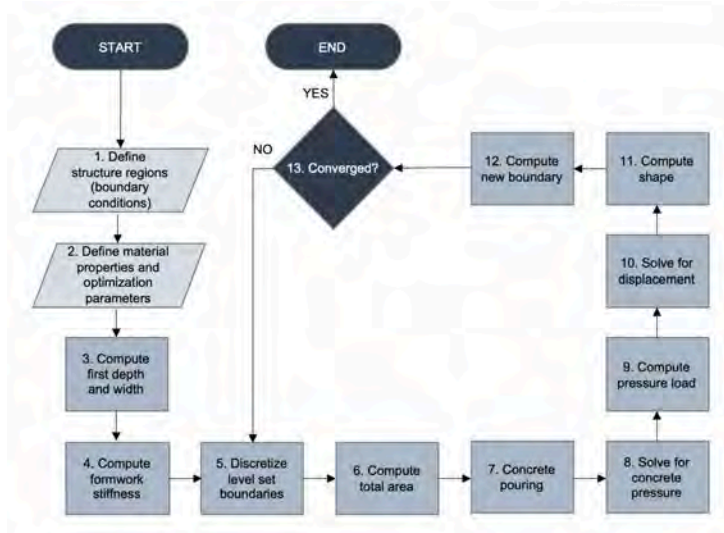 START
END
YES
NO
1. Define
structure regions
(boundary
conditions)
2. Define material
properties and
optimization
parameters
3. Compute
first depth
and width
4. Compute
formwork
stiffness
5. Discretize
level set
boundaries
6. Compute
total area
7. Concrete
pouring
8. Solve for
concrete
pressure
9. Compute
pressure load
10. Solve for
displacement
11. Compute
shape
12. Compute
new boundary
13. Converged?